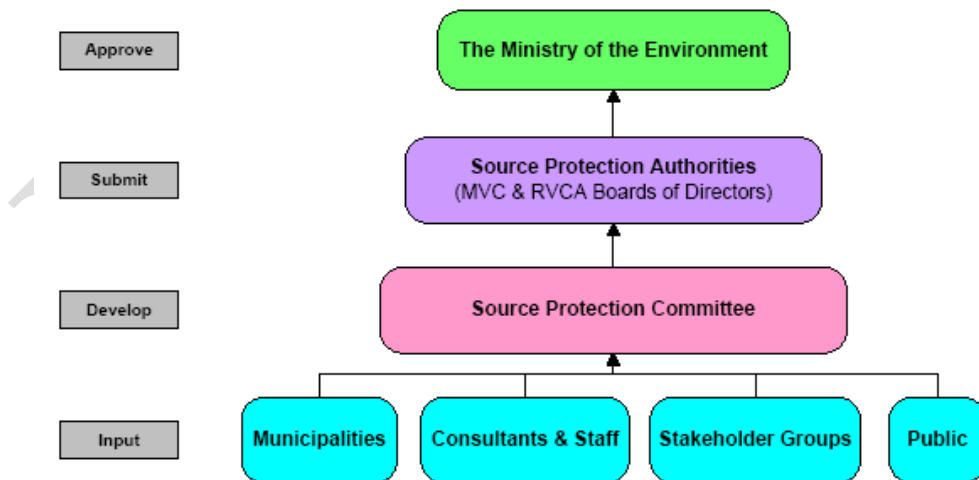 Approve
The Ministry of the Environment
Submit
Source Protection Authorities
(MVC & RVCA Boards of Directors)
Develop
Source Protection Committee
Input
Municipalities
Consultants & Staff
Stakeholder Groups
Public